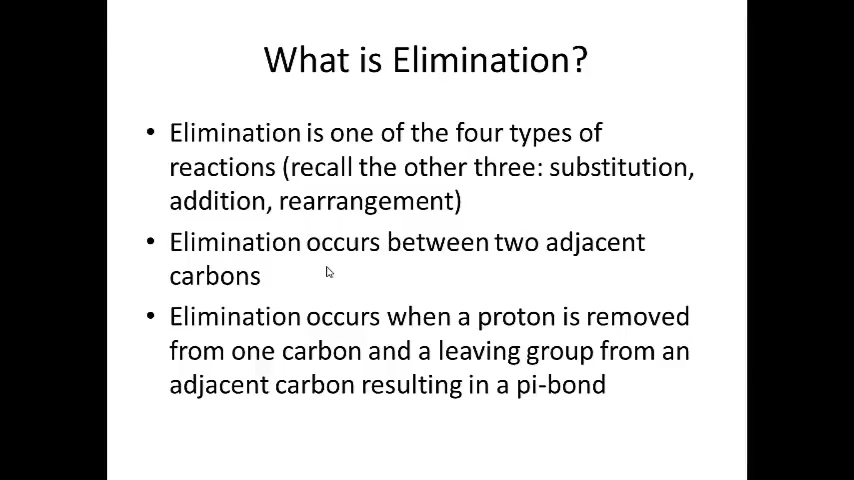 What is Elimination?
• Elimination is one of the four types of
reactions (recall the other three: substitution,
addition, rearrangement)
• Elimination occurs between two adjacent
carbons
• Elimination occurs when a proton is removed
from one carbon and a leaving group from an
adjacent carbon resulting in a pi-bond